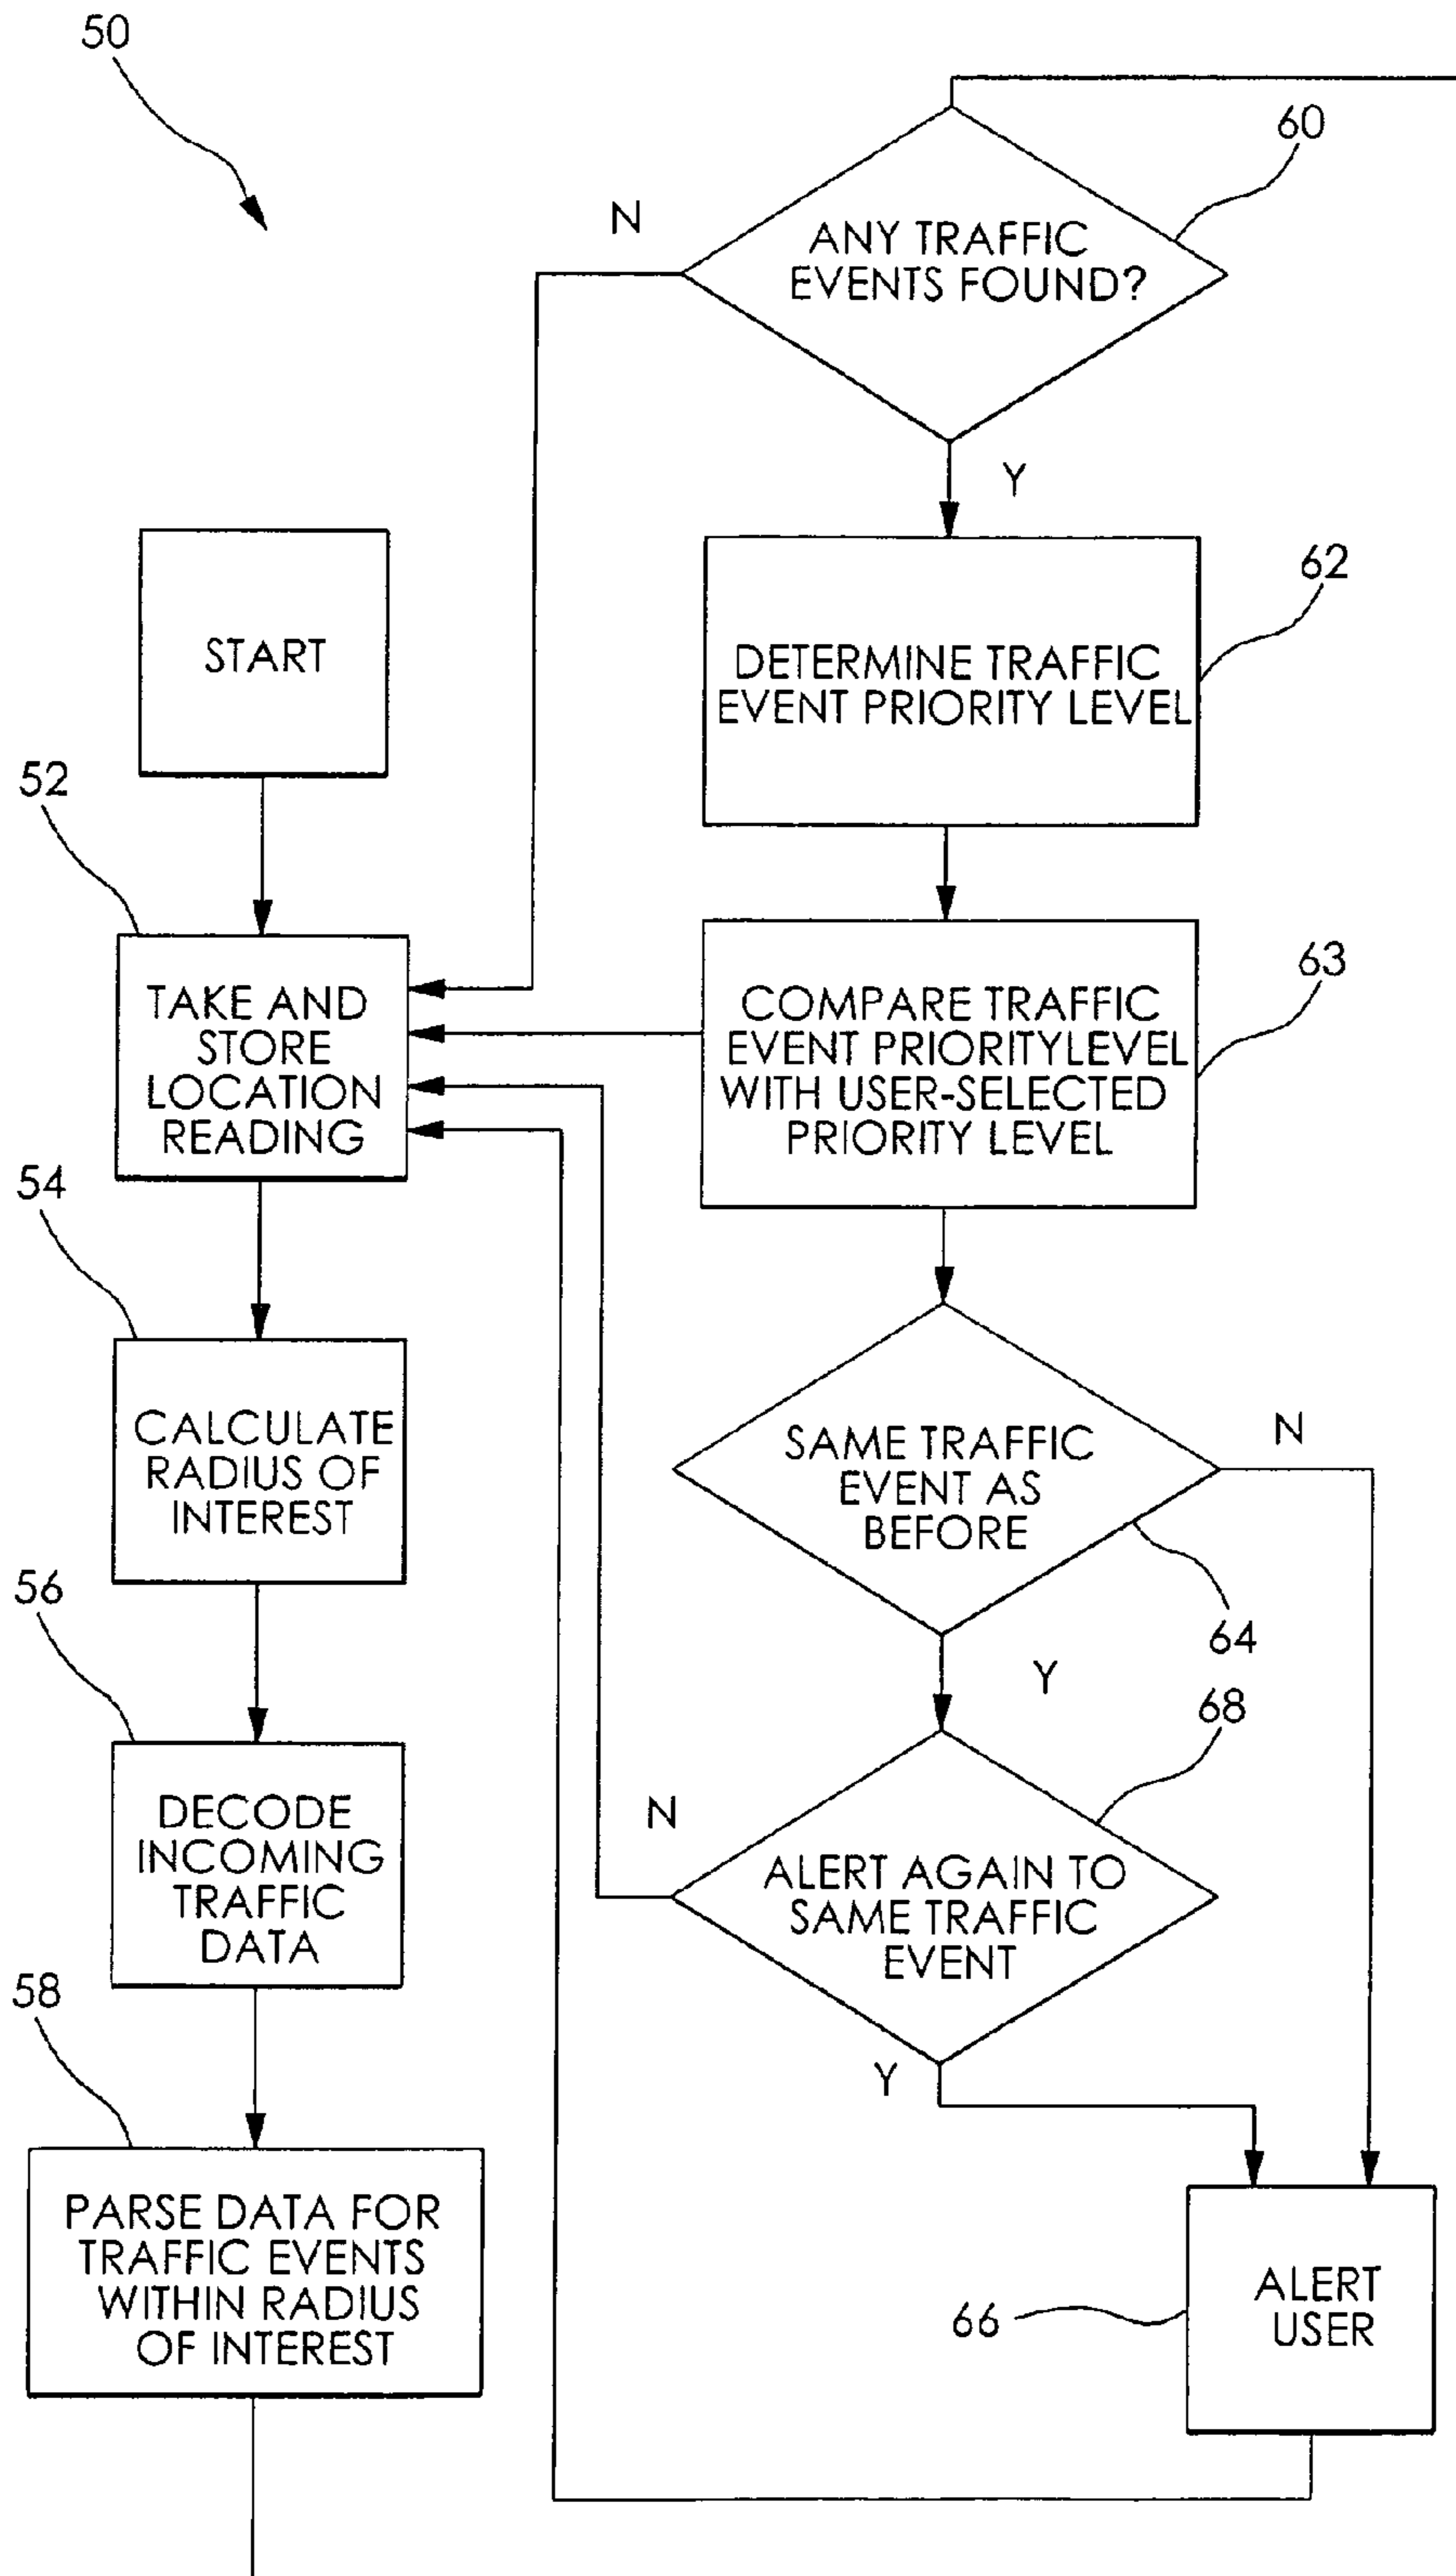 50
START
52
TAKE AND
STORE
LOCATION
READING
54
CALCULATE
RADIUS OF
INTEREST
56
DECODE
INCOMING
TRAFFIC
DATA
58
PARSE DATA FOR
TRAFFIC EVENTS
WITHIN RADIUS
OF INTEREST
60
N
ANY TRAFFIC
EVENTS FOUND?
Y
62
DETERMINE TRAFFIC
EVENT PRIORITY LEVEL
63
COMPARE TRAFFIC
EVENT PRIORITYLEVEL
WITH USER-SELECTED
PRIORITY LEVEL
SAME TRAFFIC
EVENT AS
BEFORE
N
64
Y
68
N
ALERT AGAIN TO
SAME TRAFFIC
EVENT
Y
66
ALERT
USER